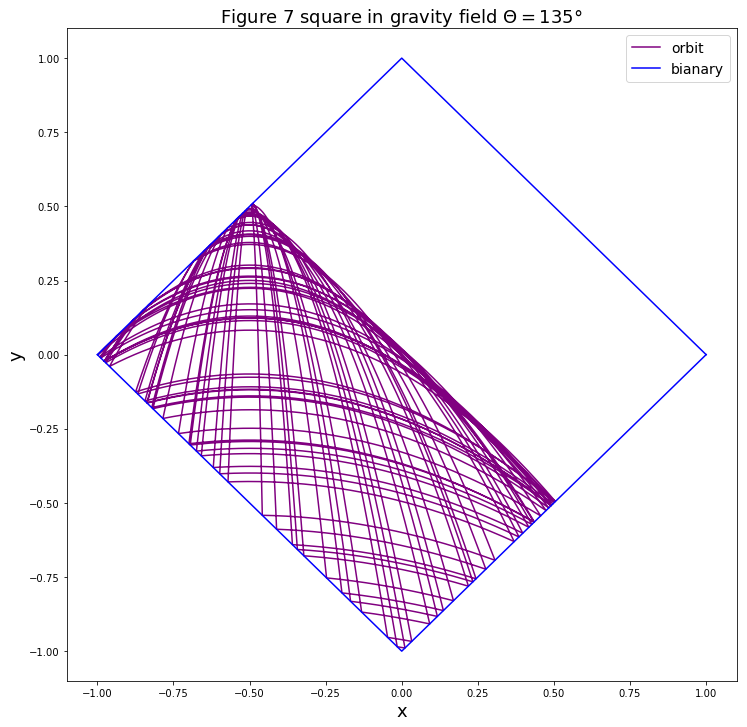 Figure 7 square in gravity field Θ = 135°
orbit
bianary
1.00
0.75
0.50
0.25
0.00
−0.25
−0.50
−0.75
−1.00
y
−1.00 −0.75 −0.50 −0.25 0.00 0.25 0.50 0.75 1.00
x